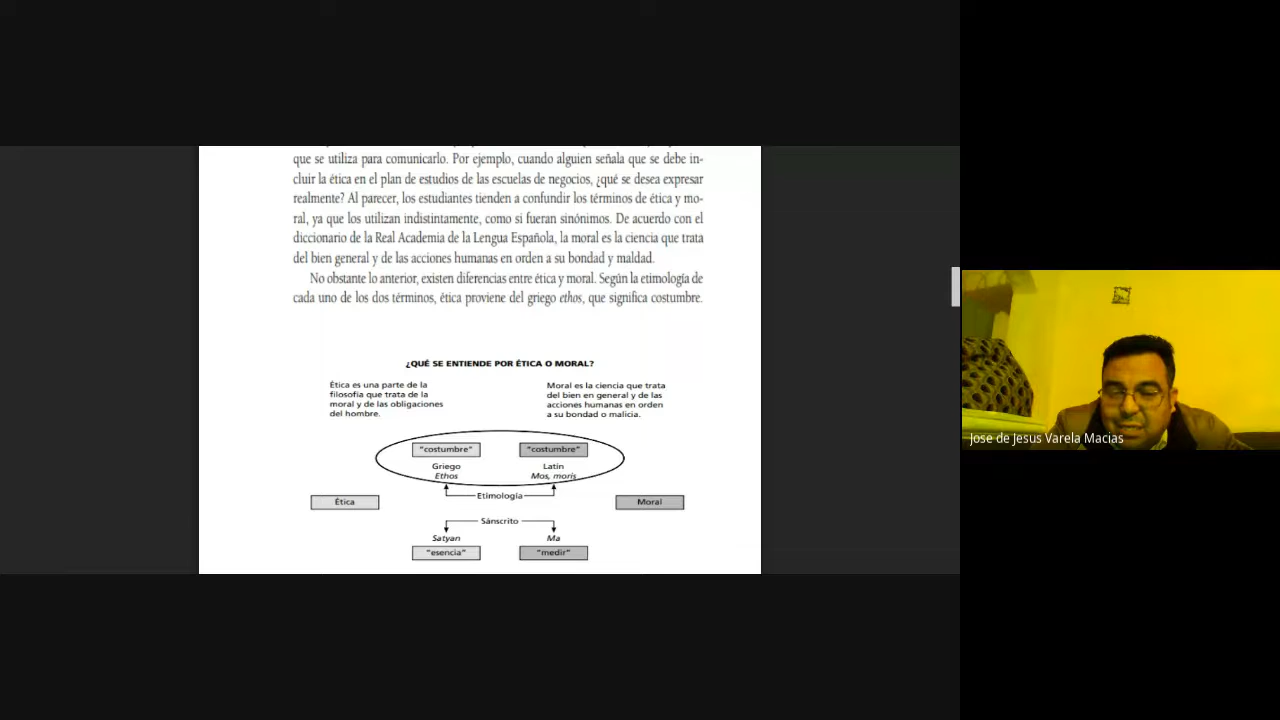 que se utiliza para comunicarlo. Por ejemplo, cuando alguien señala que se debe in-
cluir la ética en el plan de estudios de las escuelas de negocios, ¿qué se desea expresar
realmente? Al parecer, los estudiantes tienden a confundir los términos de ética y mo-
ral, ya que los utilizan indistintamente, como si fueran sinónimos. De acuerdo con el
diccionario de la Real Academia de la Lengua Española, la moral es la ciencia que trata
del bien general y de las acciones humanas en orden a su bondad y maldad.
No obstante lo anterior, existen diferencias entre ética y moral. Según la etimología de
cada uno de los dos términos, ética proviene del griego ethos, que significa costumbre.
¿QUÉ SE ENTIENDE POR ÉTICA O MORAL?
Ética es una parte de la
filosofía que trata de la
moral y de las obligaciones
del hombre.
Moral es la ciencia que trata
del bien en general y de las
acciones humanas en orden
a su bondad o malicia.
"costumbre"
"costumbre"
Griego
Ethos
Latín
Mos, moris
Etimología
Ética
Moral
Sánscrito
Satyan
Ma
"esencia"
"medir"
Jose de Jesus Varela Macias